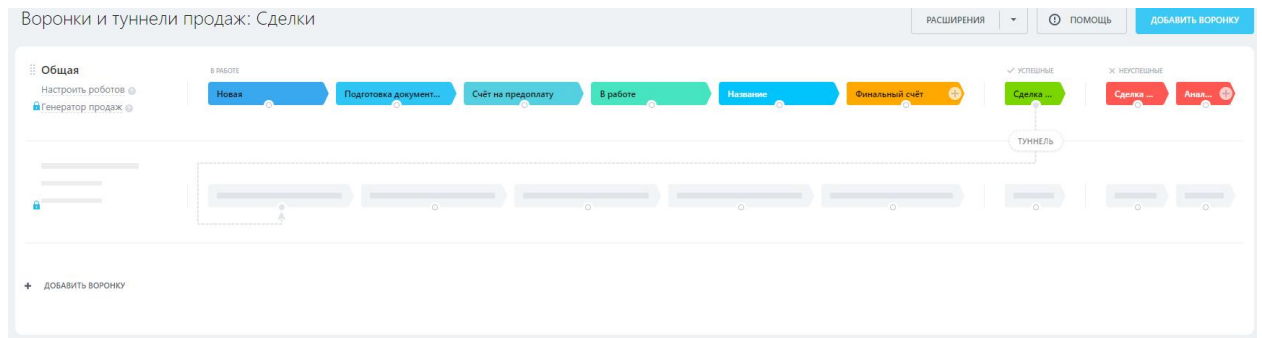 Воронки и туннели продаж: Сделки
РАСШИРЕНИЯ
ПОМОЩЬ
ДОБАВИТЬ ВОРОНКУ
Общая
Настроить роботов
Генератор продаж
В РАБОТЕ
УСПЕШНЫЕ
НЕУСПЕШНЫЕ
Новая
Подготовка документ...
Счёт на предоплату
В работе
Название
Финальный счёт
Сделка ...
Сделка ...
Анал...
ТУННЕЛЬ
ДОБАВИТЬ ВОРОНКУ